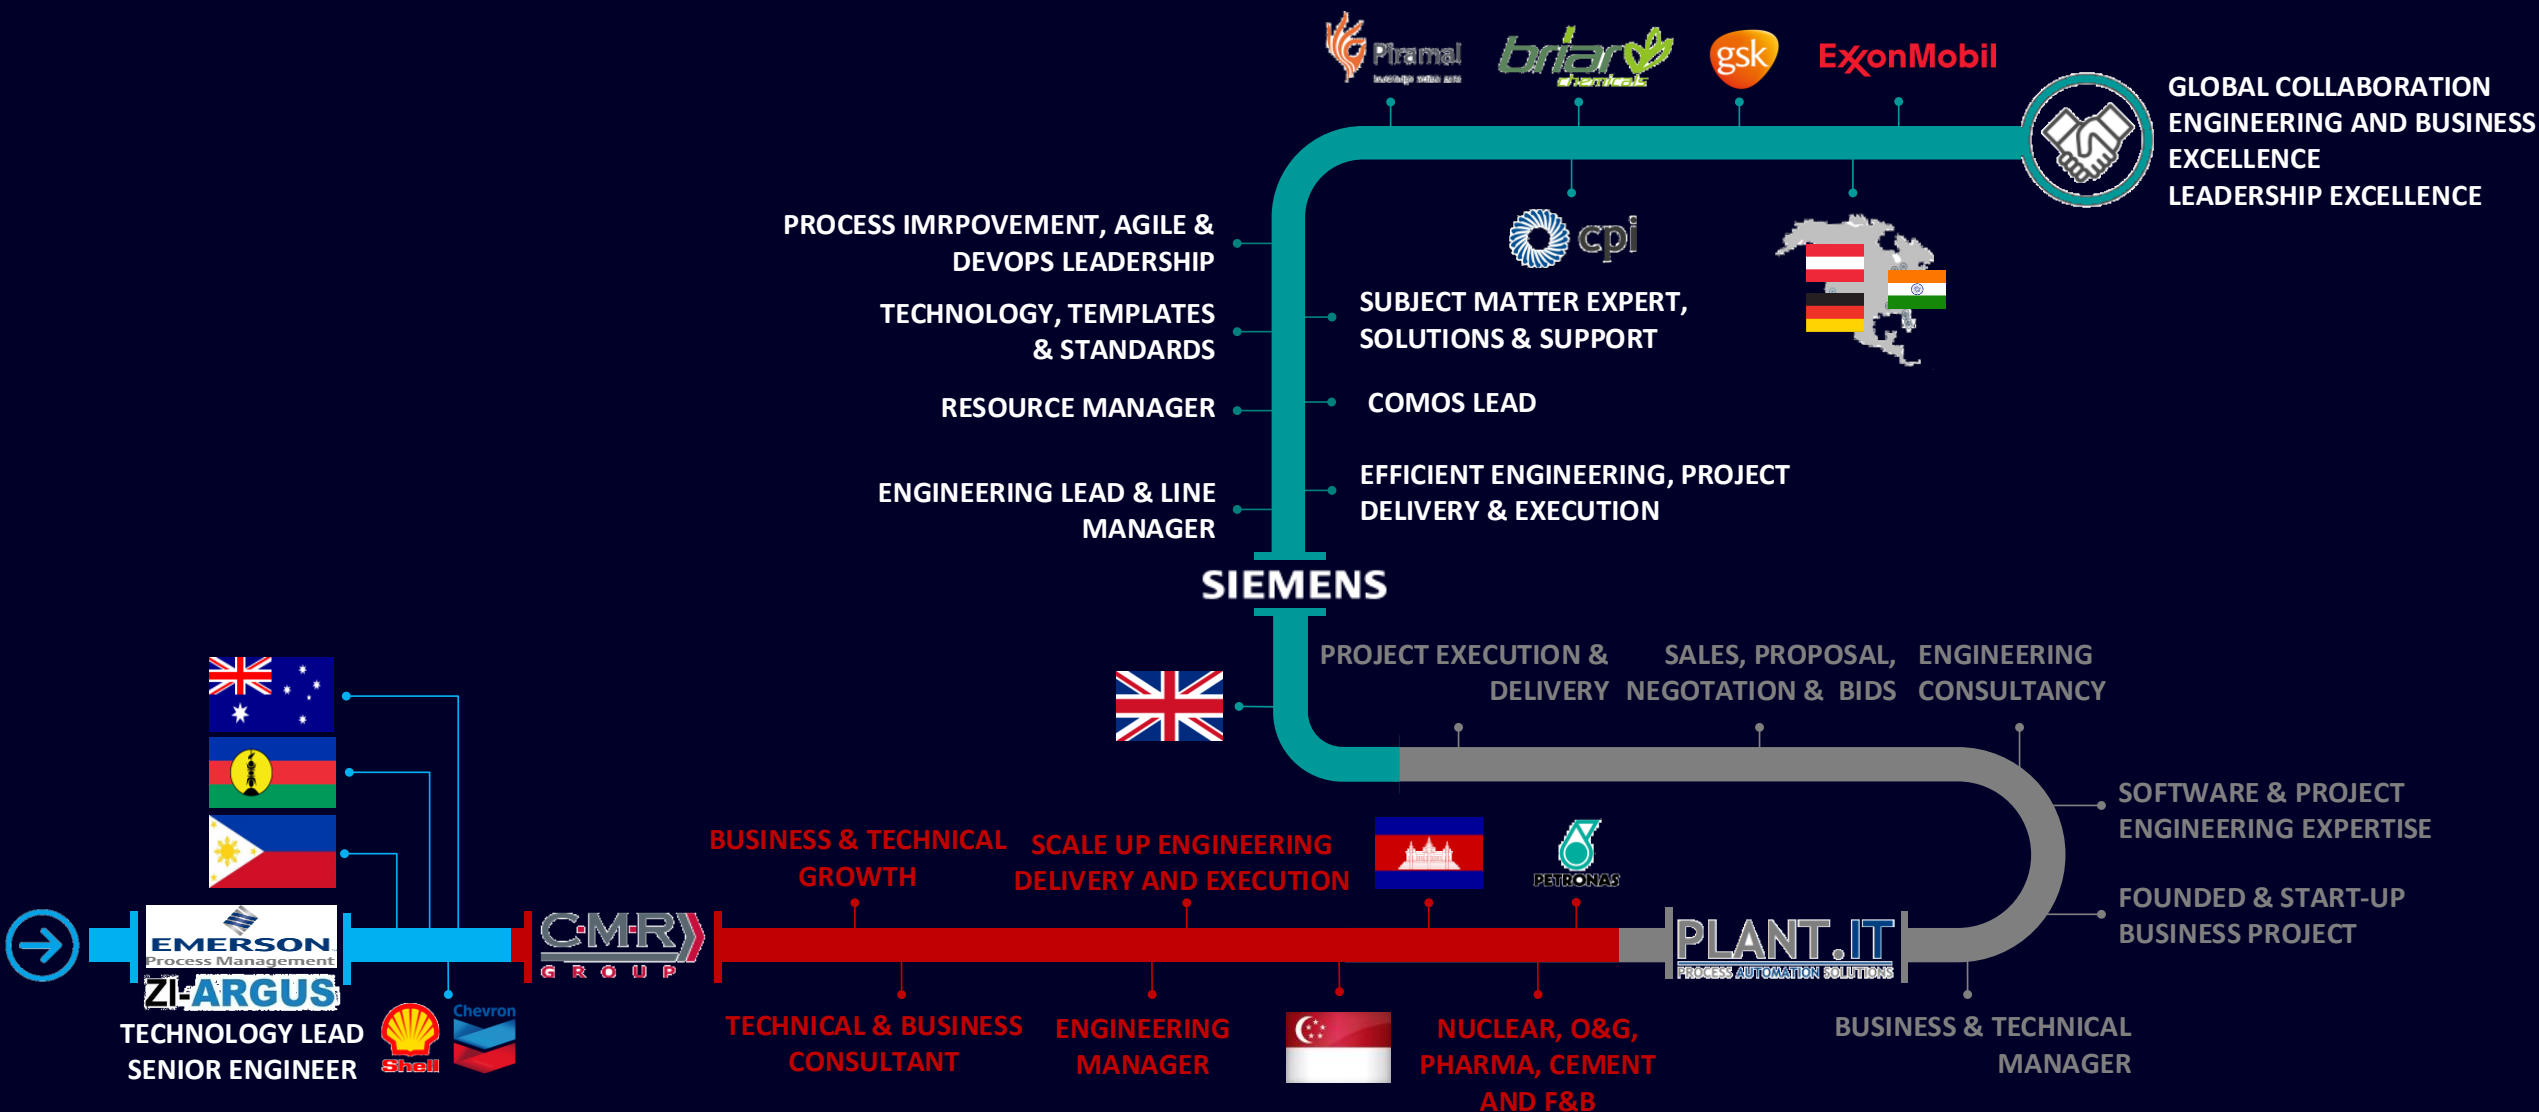 Piramal
briar
chemicals
gsk
ExxonMobil
GLOBAL COLLABORATION
ENGINEERING AND BUSINESS
EXCELLENCE
LEADERSHIP EXCELLENCE
PROCESS IMRPOVEMENT, AGILE &
DEVOPS LEADERSHIP
cpi
TECHNOLOGY, TEMPLATES
& STANDARDS
SUBJECT MATTER EXPERT,
SOLUTIONS & SUPPORT
RESOURCE MANAGER
COMOS LEAD
ENGINEERING LEAD & LINE
MANAGER
EFFICIENT ENGINEERING, PROJECT
DELIVERY & EXECUTION
SIEMENS
PROJECT EXECUTION &
DELIVERY
SALES, PROPOSAL,
NEGOTATION & BIDS
ENGINEERING
CONSULTANCY
SOFTWARE & PROJECT
ENGINEERING EXPERTISE
FOUNDED & START-UP
BUSINESS PROJECT
BUSINESS & TECHNICAL
GROWTH
SCALE UP ENGINEERING
DELIVERY AND EXECUTION
PETRONAS
EMERSON
Process Management
ZI-ARGUS
TECHNOLOGY LEAD
SENIOR ENGINEER
Shell
Chevron
C·M·R
GROUP
PLANT.IT
PROCESS AUTOMATION SOLUTIONS
TECHNICAL & BUSINESS
CONSULTANT
ENGINEERING
MANAGER
NUCLEAR, O&G,
PHARMA, CEMENT
AND F&B
BUSINESS & TECHNICAL
MANAGER